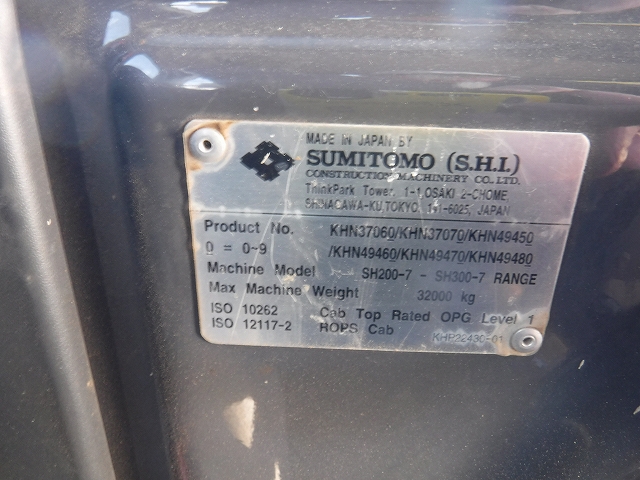 MADE IN JAPAN BY
SUMITOMO (S.H.I.)
CONSTRUCTION MACHINERY CO., LTD.
ThinkPark Tower, 1-1,OSAKI 2-CHOME
SHINAGAWA-KU,TOKYO, 141-6025, JAPAN
Product No. KHN37060/KHN37070/KHN49450
0 = 0~9 /KHN49460/KHN49470/KHN49480
Machine Model SH200-7 - SH300-7 RANGE
Max Machine Weight 32000 kg
ISO 10262 Cab Top Rated OPG Level 1
ISO 12117-2 ROPS Cab
KHP22430-01